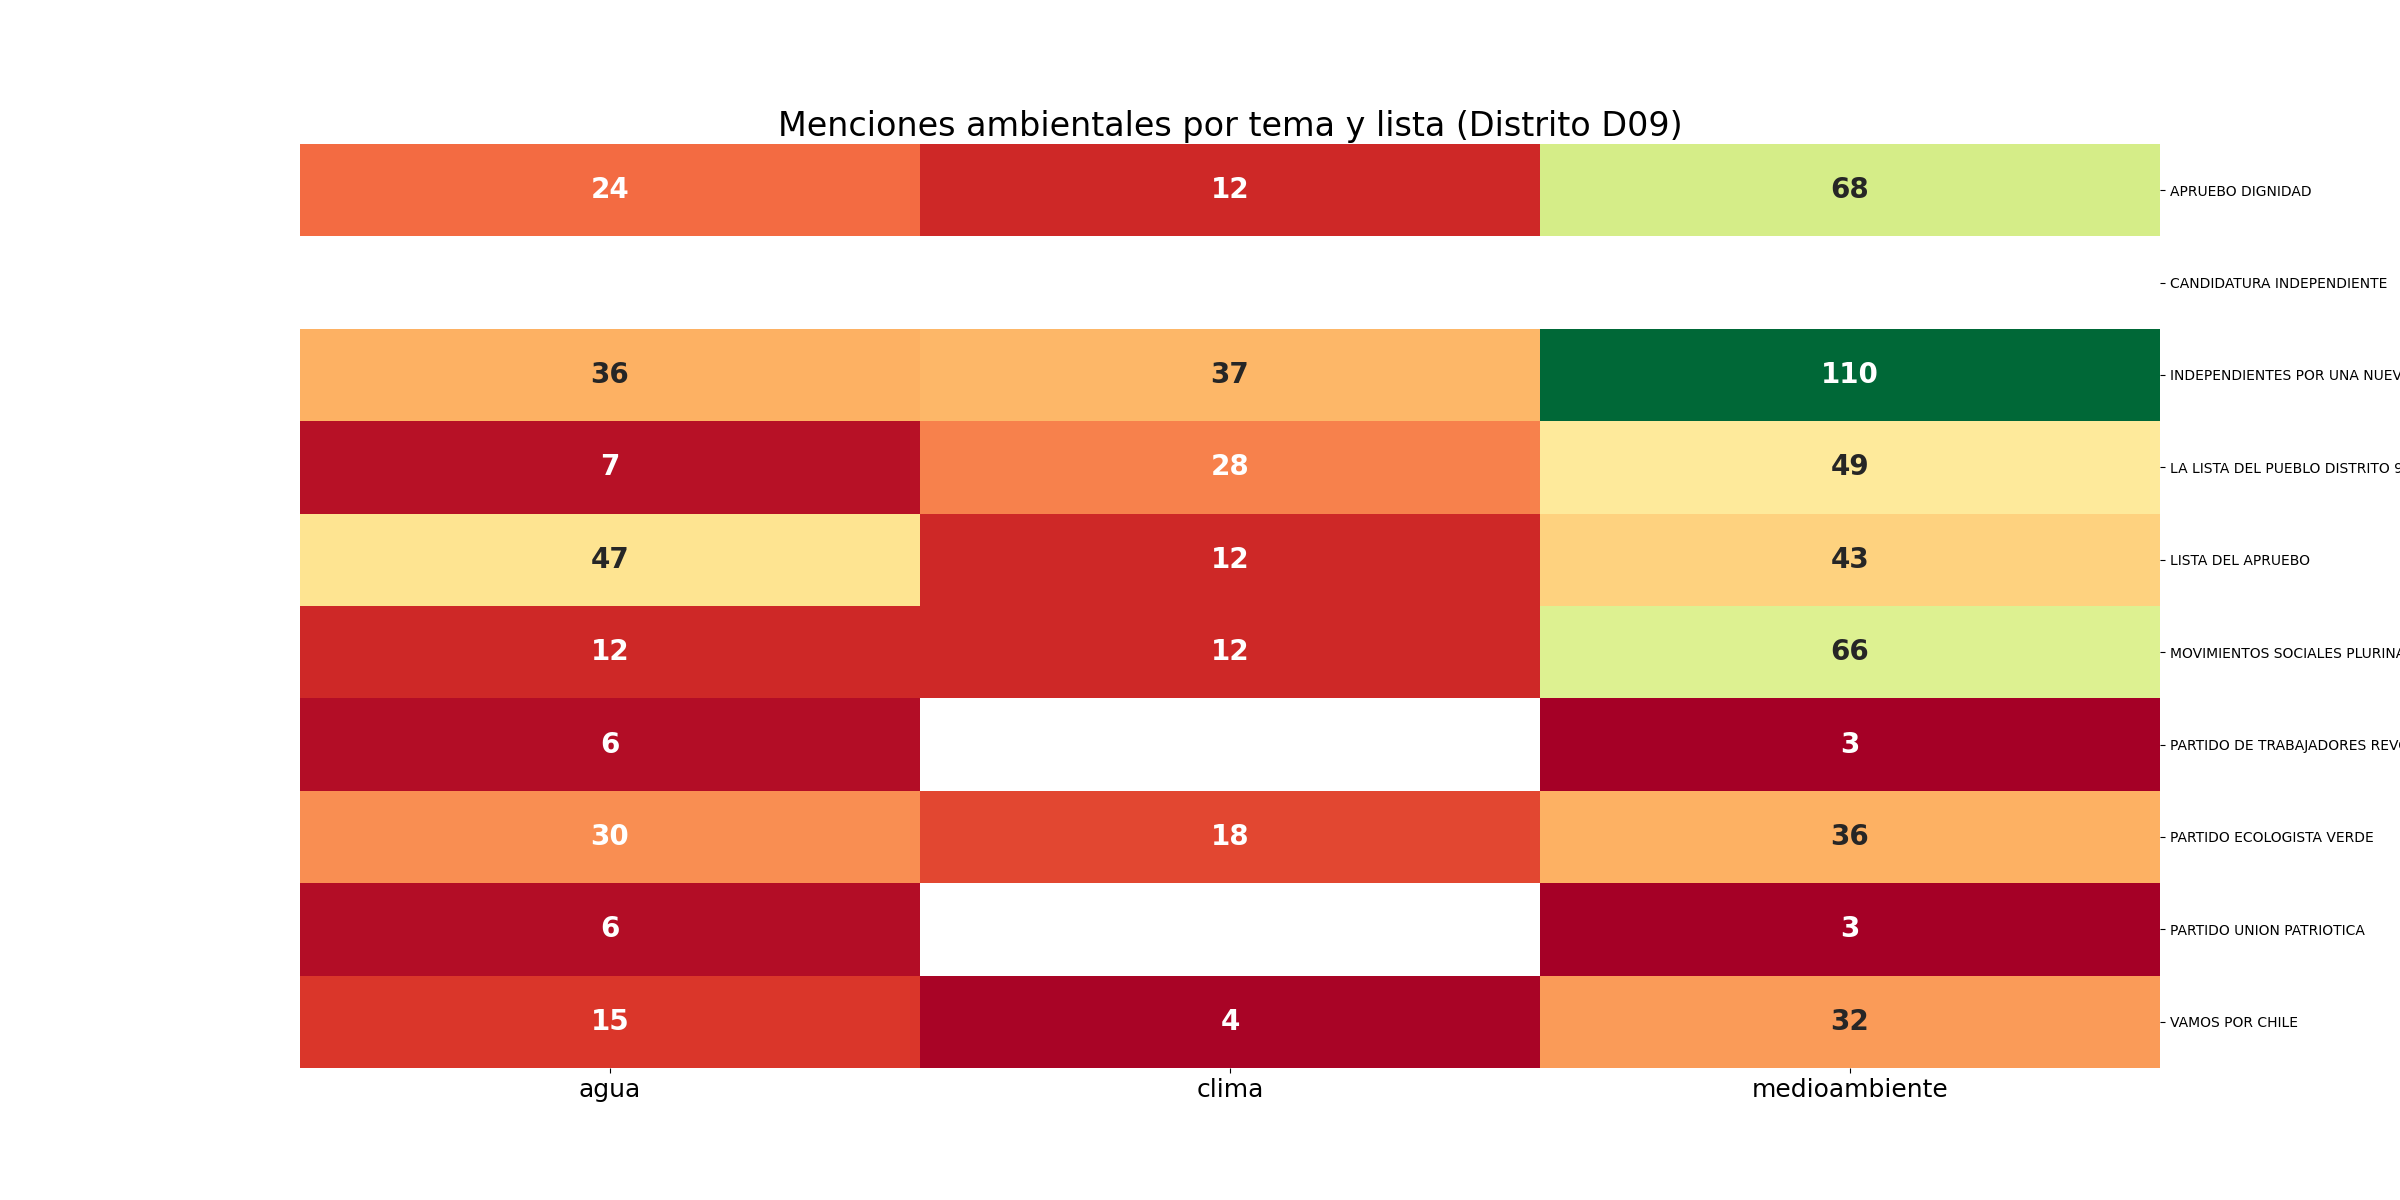 Menciones ambientales por tema y lista (Distrito D09)
24 12 68 APRUEBO DIGNIDAD
CANDIDATURA INDEPENDIENTE
36 37 110 INDEPENDIENTES POR UNA
7 28 49 LA LISTA DEL PUEBLO DISTRITO 9
47 12 43 LISTA DEL APRUEBO
12 12 66 MOVIMIENTOS SOCIALES
6 3 PARTIDO DE TRABAJADORES
30 18 36 PARTIDO ECOLOGISTA VERDE
6 3 PARTIDO UNION PATRIOTICA
15 4 32 VAMOS POR CHILE
agua clima medioambiente